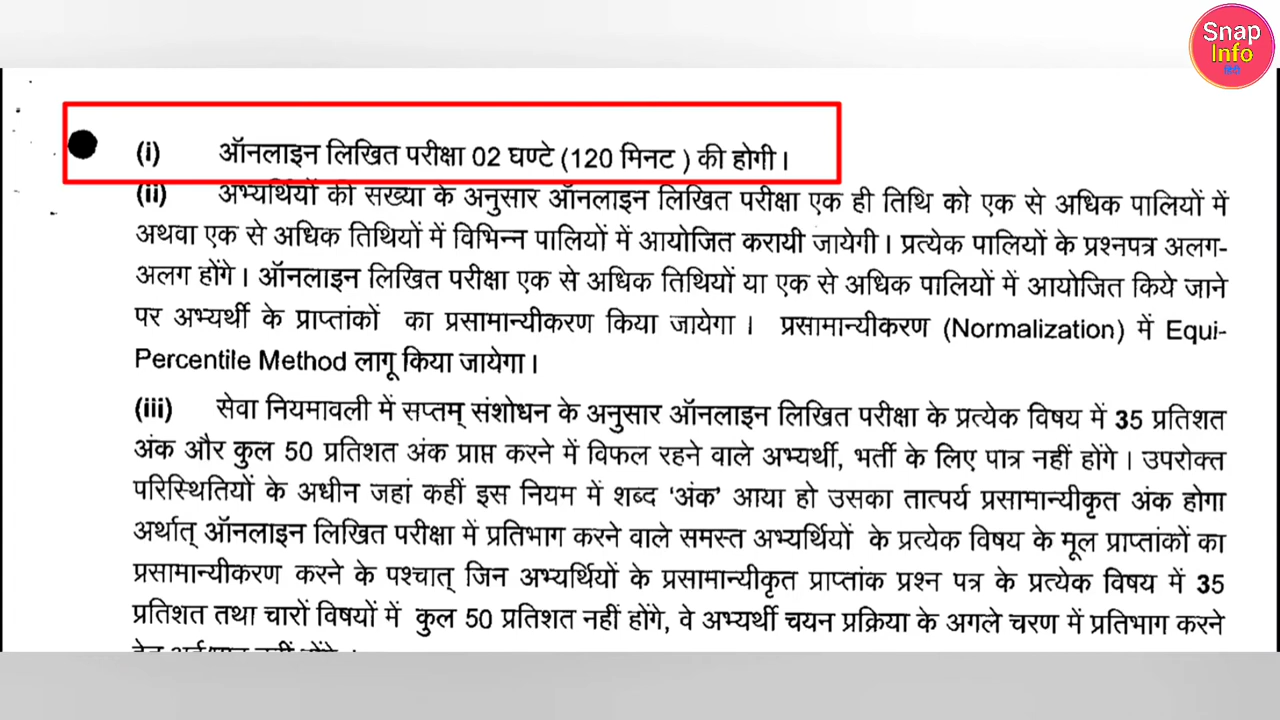 Snap
Info
हिंदी
(i) ऑनलाइन लिखित परीक्षा 02 घण्टे (120 मिनट ) की होगी।
(ii) अभ्यर्थियों की सख्या के अनुसार ऑनलाइन लिखित परीक्षा एक ही तिथि को एक से अधिक पालियों में
अथवा एक से अधिक तिथियों में विभिन्न पालियों में आयोजित करायी जायेगी। प्रत्येक पालियों के प्रश्नपत्र अलग-
अलग होंगे। ऑनलाइन लिखित परीक्षा एक से अधिक तिथियों या एक से अधिक पालियों में आयोजित किये जाने
पर अभ्यर्थी के प्राप्तांकों का प्रसामान्यीकरण किया जायेगा। प्रसामान्यीकरण (Normalization) में Equi-
Percentile Method लागू किया जायेगा।
(iii) सेवा नियमावली में सप्तम् संशोधन के अनुसार ऑनलाइन लिखित परीक्षा के प्रत्येक विषय में 35 प्रतिशत
अंक और कुल 50 प्रतिशत अंक प्राप्त करने में विफल रहने वाले अभ्यर्थी, भर्ती के लिए पात्र नहीं होंगे। उपरोक्त
परिस्थितियों के अधीन जहां कहीं इस नियम में शब्द 'अंक' आया हो उसका तात्पर्य प्रसामान्यीकृत अंक होगा
अर्थात् ऑनलाइन लिखित परीक्षा में प्रतिभाग करने वाले समस्त अभ्यर्थियों के प्रत्येक विषय के मूल प्राप्तांकों का
प्रसामान्यीकरण करने के पश्चात् जिन अभ्यर्थियों के प्रसामान्यीकृत प्राप्तांक प्रश्न पत्र के प्रत्येक विषय में 35
प्रतिशत तथा चारों विषयों में कुल 50 प्रतिशत नहीं होंगे, वे अभ्यर्थी चयन प्रक्रिया के अगले चरण में प्रतिभाग करने